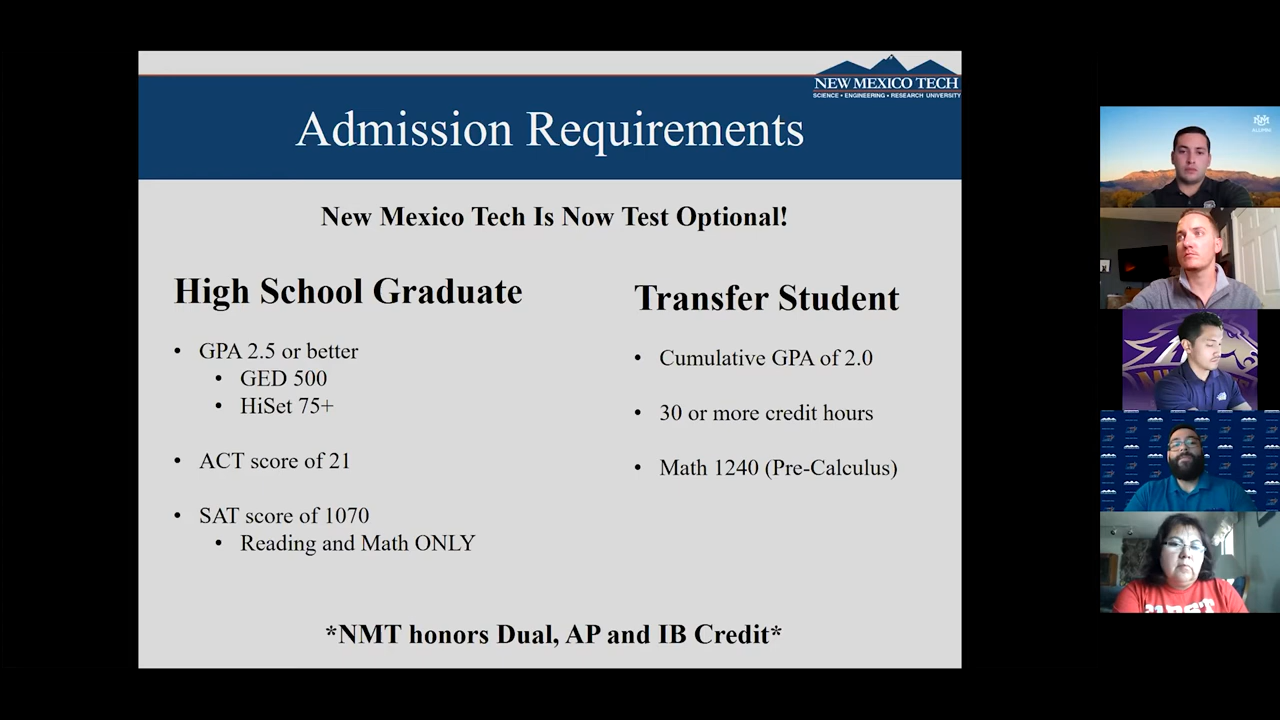 NEW MEXICO TECH
SCIENCE • ENGINEERING • RESEARCH UNIVERSITY
Admission Requirements
New Mexico Tech Is Now Test Optional!
High School Graduate
• GPA 2.5 or better
• GED 500
• HiSet 75+
• ACT score of 21
• SAT score of 1070
• Reading and Math ONLY
Transfer Student
• Cumulative GPA of 2.0
• 30 or more credit hours
• Math 1240 (Pre-Calculus)
*NMT honors Dual, AP and IB Credit*
ALUMNI